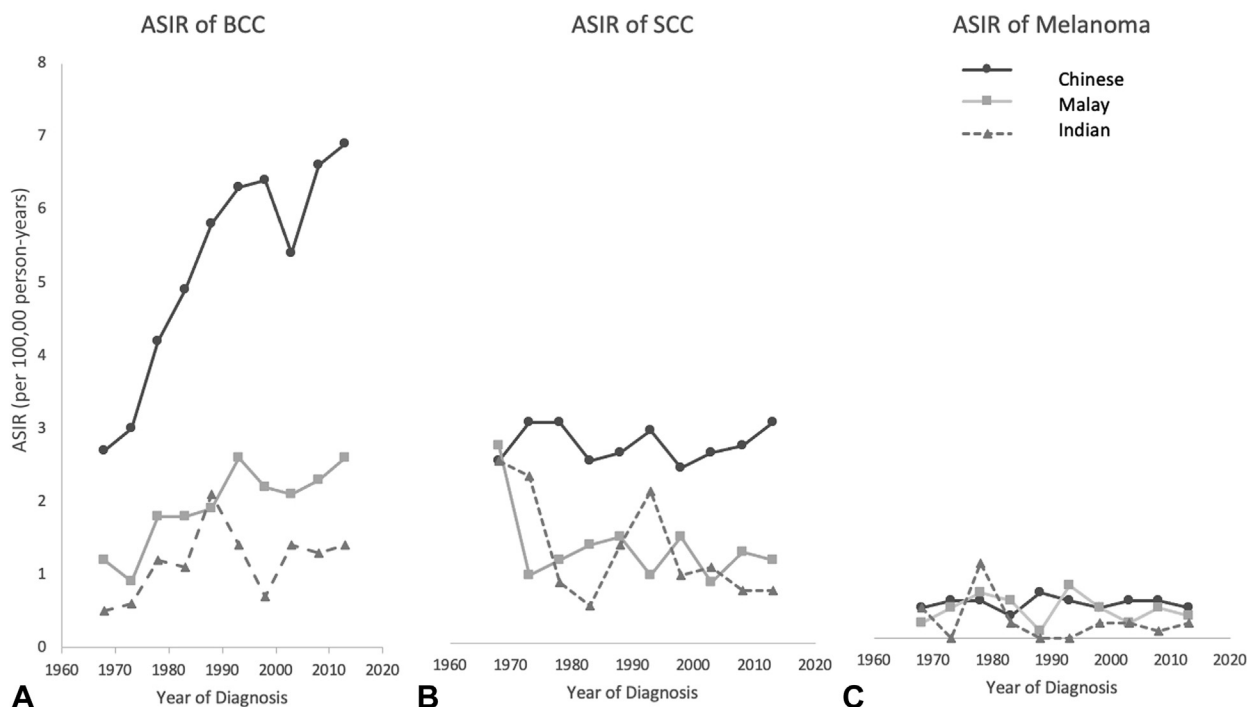 ASIR of BCC
ASIR of SCC
ASIR of Melanoma
Chinese
Malay
Indian
ASIR (per 100,00 person-years)
8
7
6
5
4
3
2
1
0
1960 1970 1980 1990 2000 2010 2020
1960 1970 1980 1990 2000 2010 2020
1960 1970 1980 1990 2000 2010 2020
A
Year of Diagnosis
B
Year of Diagnosis
C
Year of Diagnosis